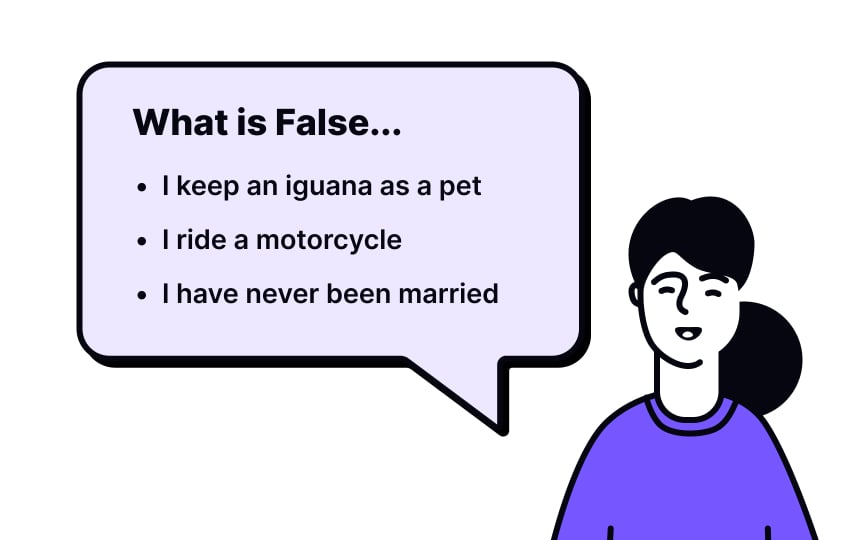 What is False...
• I keep an iguana as a pet
• I ride a motorcycle
• I have never been married